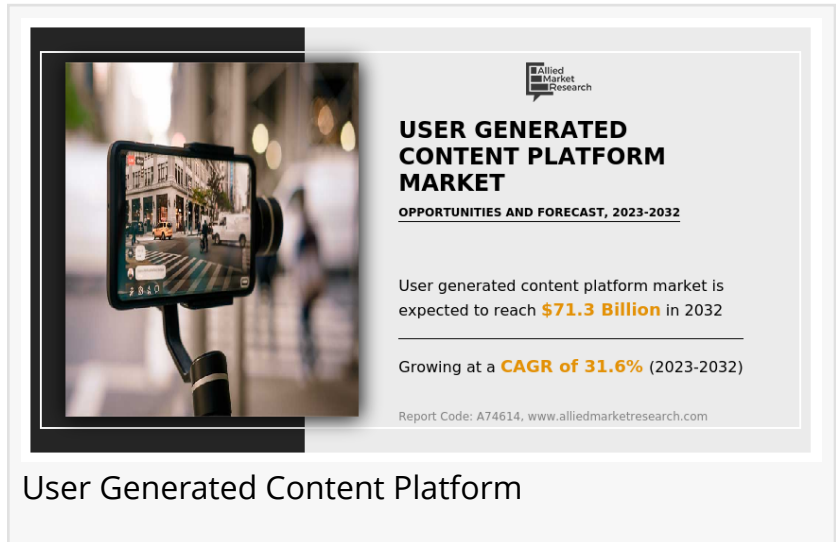 Allied
Market
Research
USER GENERATED
CONTENT PLATFORM
MARKET
OPPORTUNITIES AND FORECAST, 2023-2032
User generated content platform market is
expected to reach $71.3 Billion in 2032
Growing at a CAGR of 31.6% (2023-2032)
Report Code: A74614, www.alliedmarketresearch.com
User Generated Content Platform